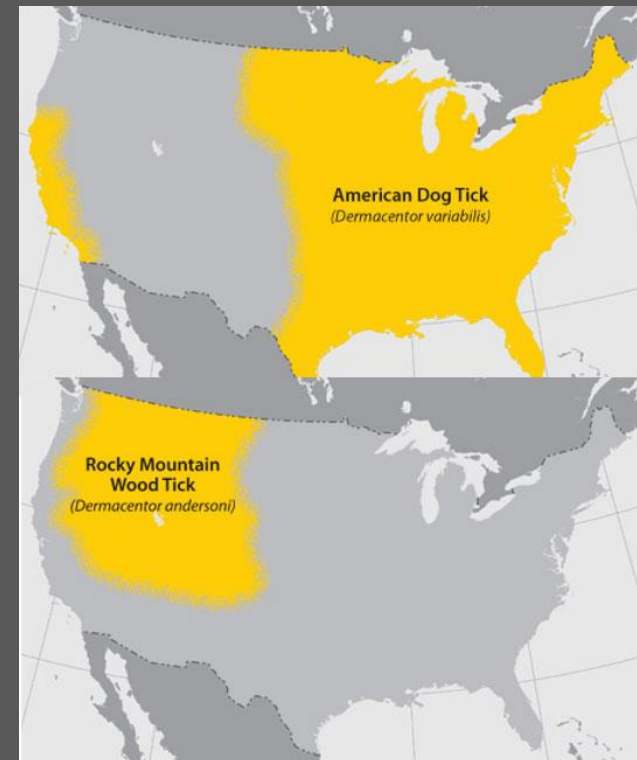 American Dog Tick
(Dermacentor variabilis)
Rocky Mountain
Wood Tick
(Dermacentor andersoni)